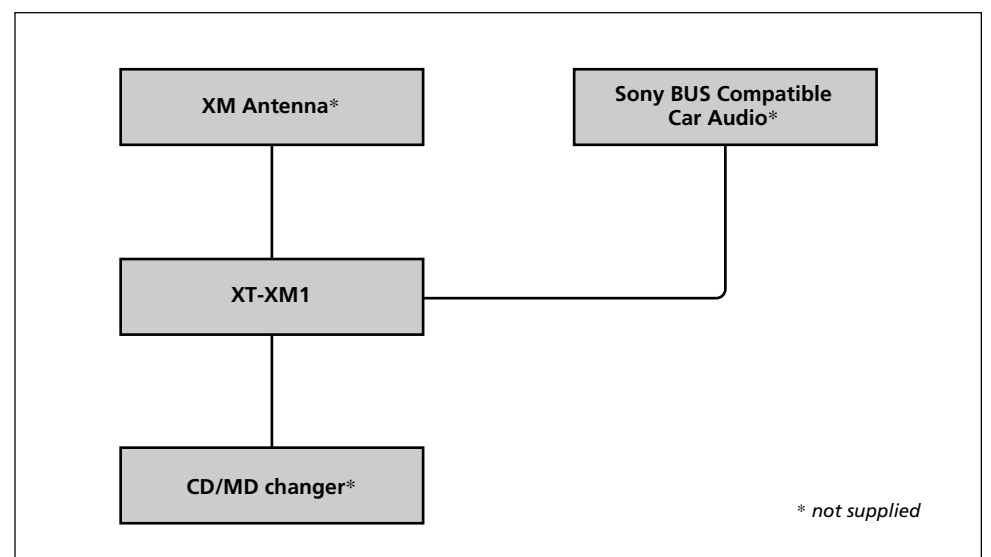 XM Antenna*
Sony BUS Compatible
Car Audio*
XT-XM1
CD/MD changer*
* not supplied